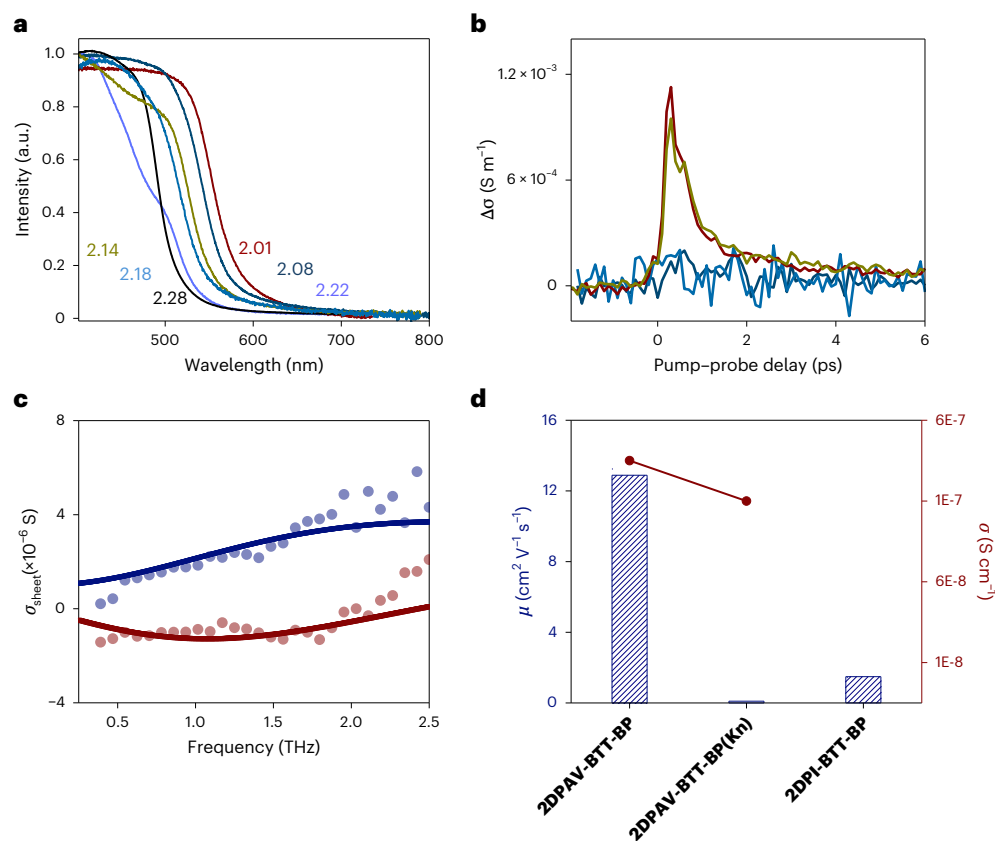 a
1.0
0.8
0.6
0.4
0.2
0
Intensity (a.u.)
2.14
2.18
2.28
2.01
2.08
2.22
500
600
700
800
Wavelength (nm)
b
1.2 × 10⁻³
6 × 10⁻⁴
0
Δσ (S m⁻¹)
0
2
4
6
Pump–probe delay (ps)
c
8
4
0
−4
σsheet(×10⁻⁶ S)
0.5
1.0
1.5
2.0
2.5
Frequency (THz)
d
16
12
8
4
0
μ (cm² V⁻¹ s⁻¹)
6E-7
1E-7
6E-8
1E-8
σ (S cm⁻¹)
2DPAV-BTT-BP
2DPAV-BTT-BP(Kn)
2DPI-BTT-BP